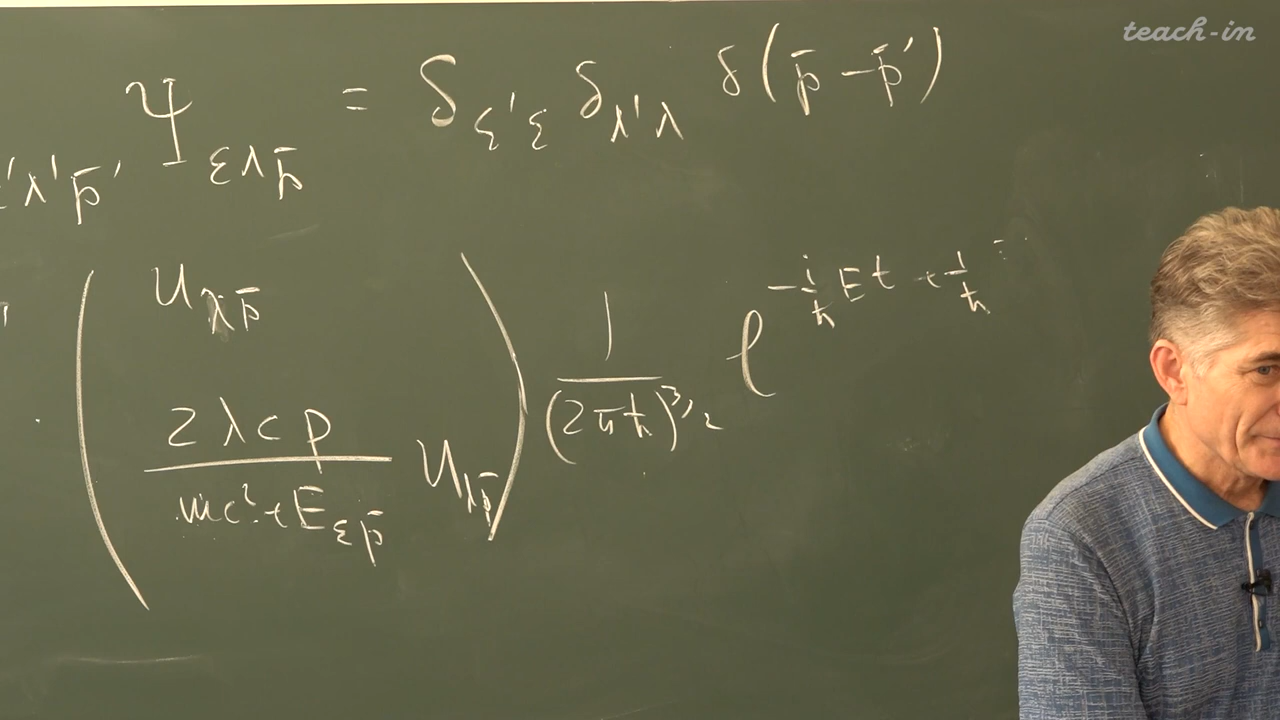 teach-in
Ψ_{ελp̄} = δ_{ε'ε} δ_{λ'λ} δ(p̄ − p̄')
'λ'p̄'
( u_{λp̄} ) 1 / (2πħ)^{3/2} e^{−i/ħ Et + i/ħ}
2λcp / mc² + E_{εp̄} u_{λp̄}